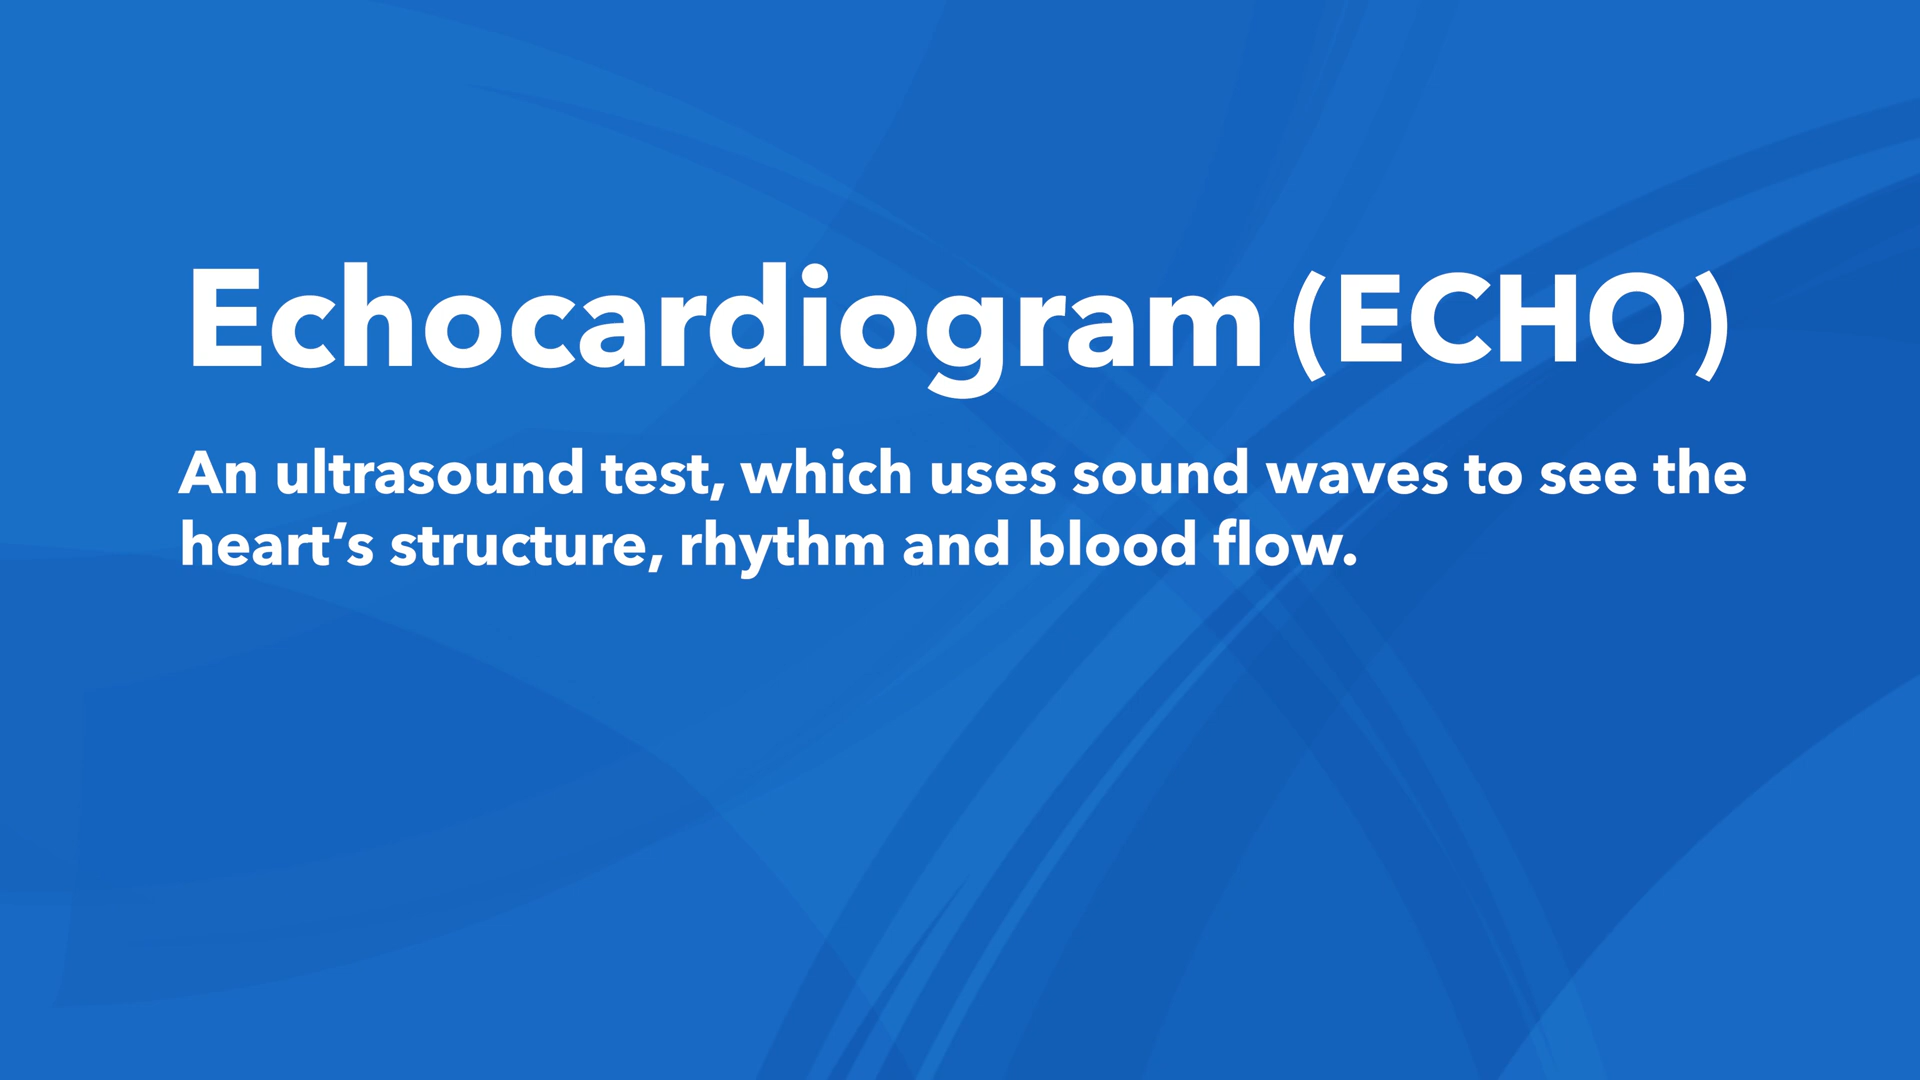 Echocardiogram (ECHO)
An ultrasound test, which uses sound waves to see the
heart’s structure, rhythm and blood flow.